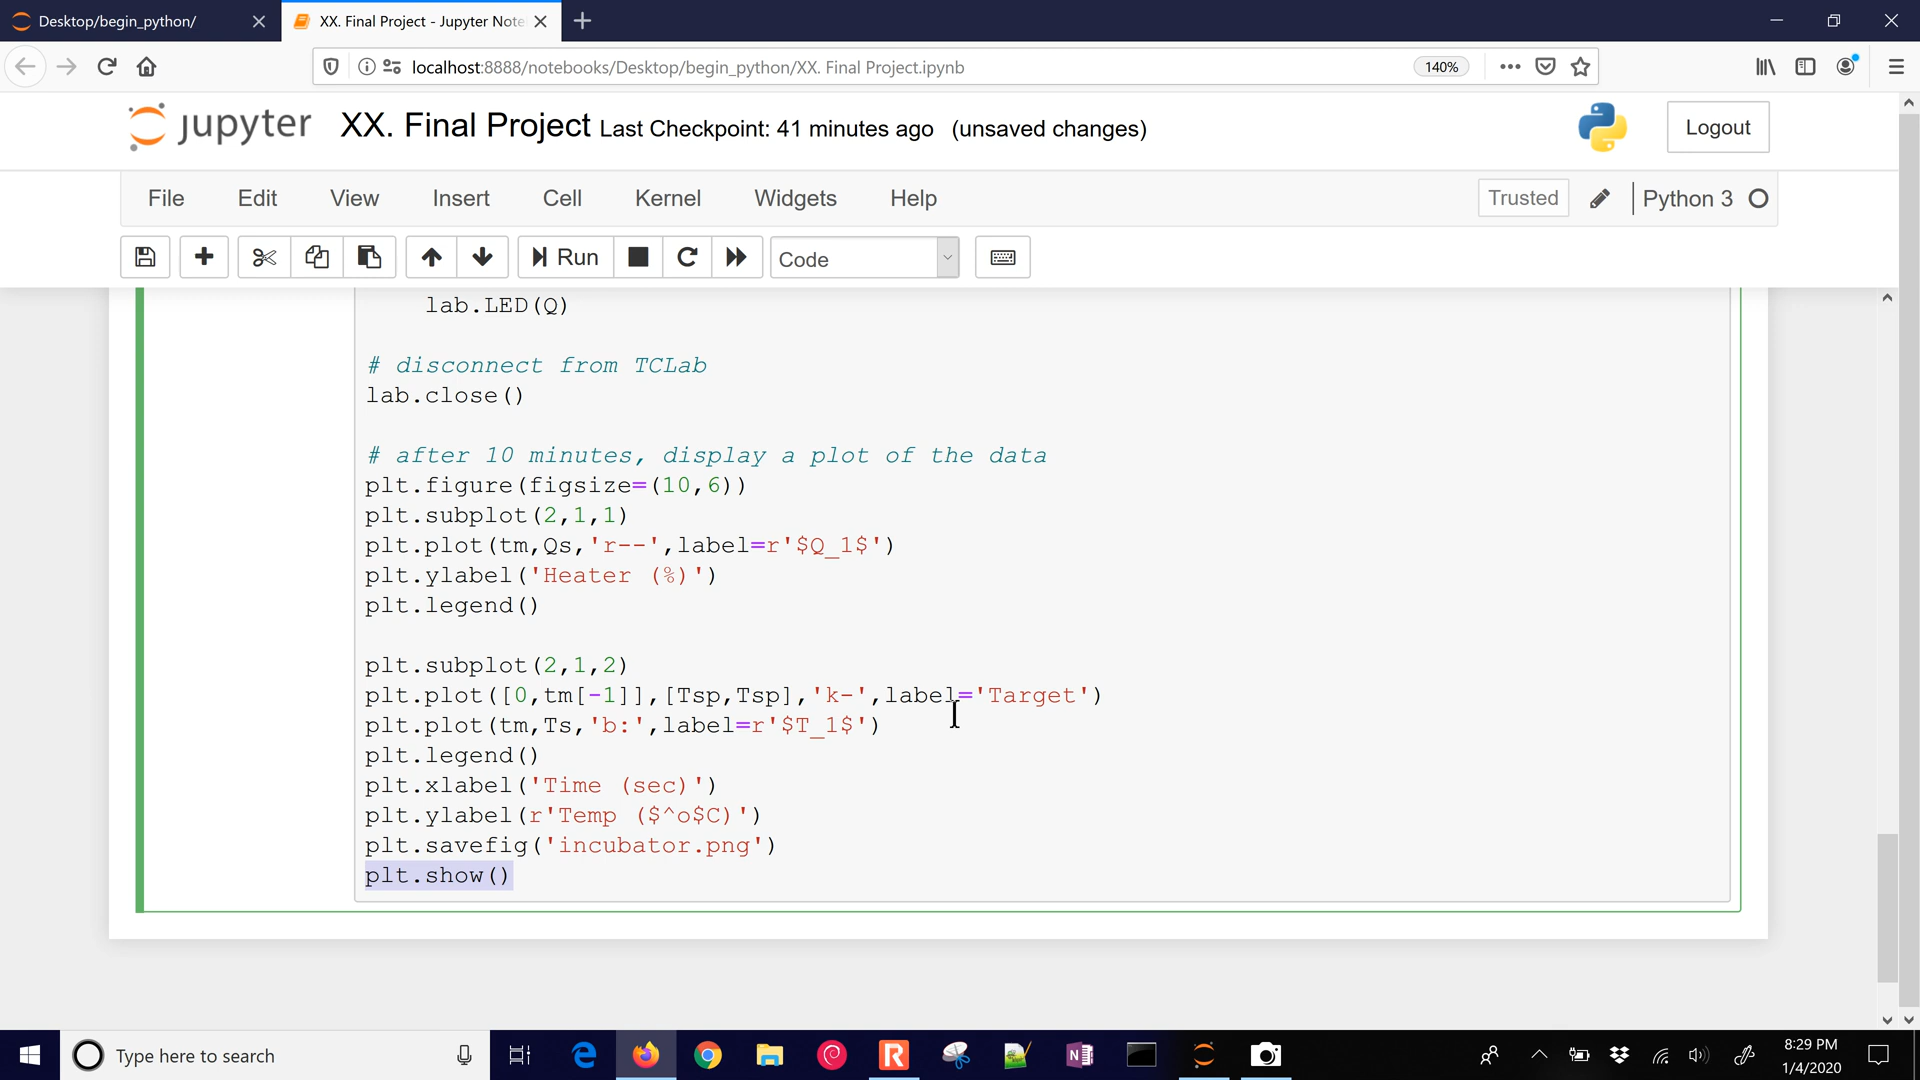 Desktop/begin_python/
XX. Final Project - Jupyter Note
localhost:8888/notebooks/Desktop/begin_python/XX. Final Project.ipynb
140%
jupyter XX. Final Project Last Checkpoint: 41 minutes ago (unsaved changes)
Logout
File Edit View Insert Cell Kernel Widgets Help
Trusted
Python 3
Run
Code
lab.LED(Q)
# disconnect from TCLab
lab.close()
# after 10 minutes, display a plot of the data
plt.figure(figsize=(10,6))
plt.subplot(2,1,1)
plt.plot(tm,Qs,'r--',label=r'$Q_1$')
plt.ylabel('Heater (%)')
plt.legend()
plt.subplot(2,1,2)
plt.plot([0,tm[-1]],[Tsp,Tsp],'k-',label='Target')
plt.plot(tm,Ts,'b:',label=r'$T_1$')
plt.legend()
plt.xlabel('Time (sec)')
plt.ylabel(r'Temp ($^o$C)')
plt.savefig('incubator.png')
plt.show()
Type here to search
8:29 PM
1/4/2020